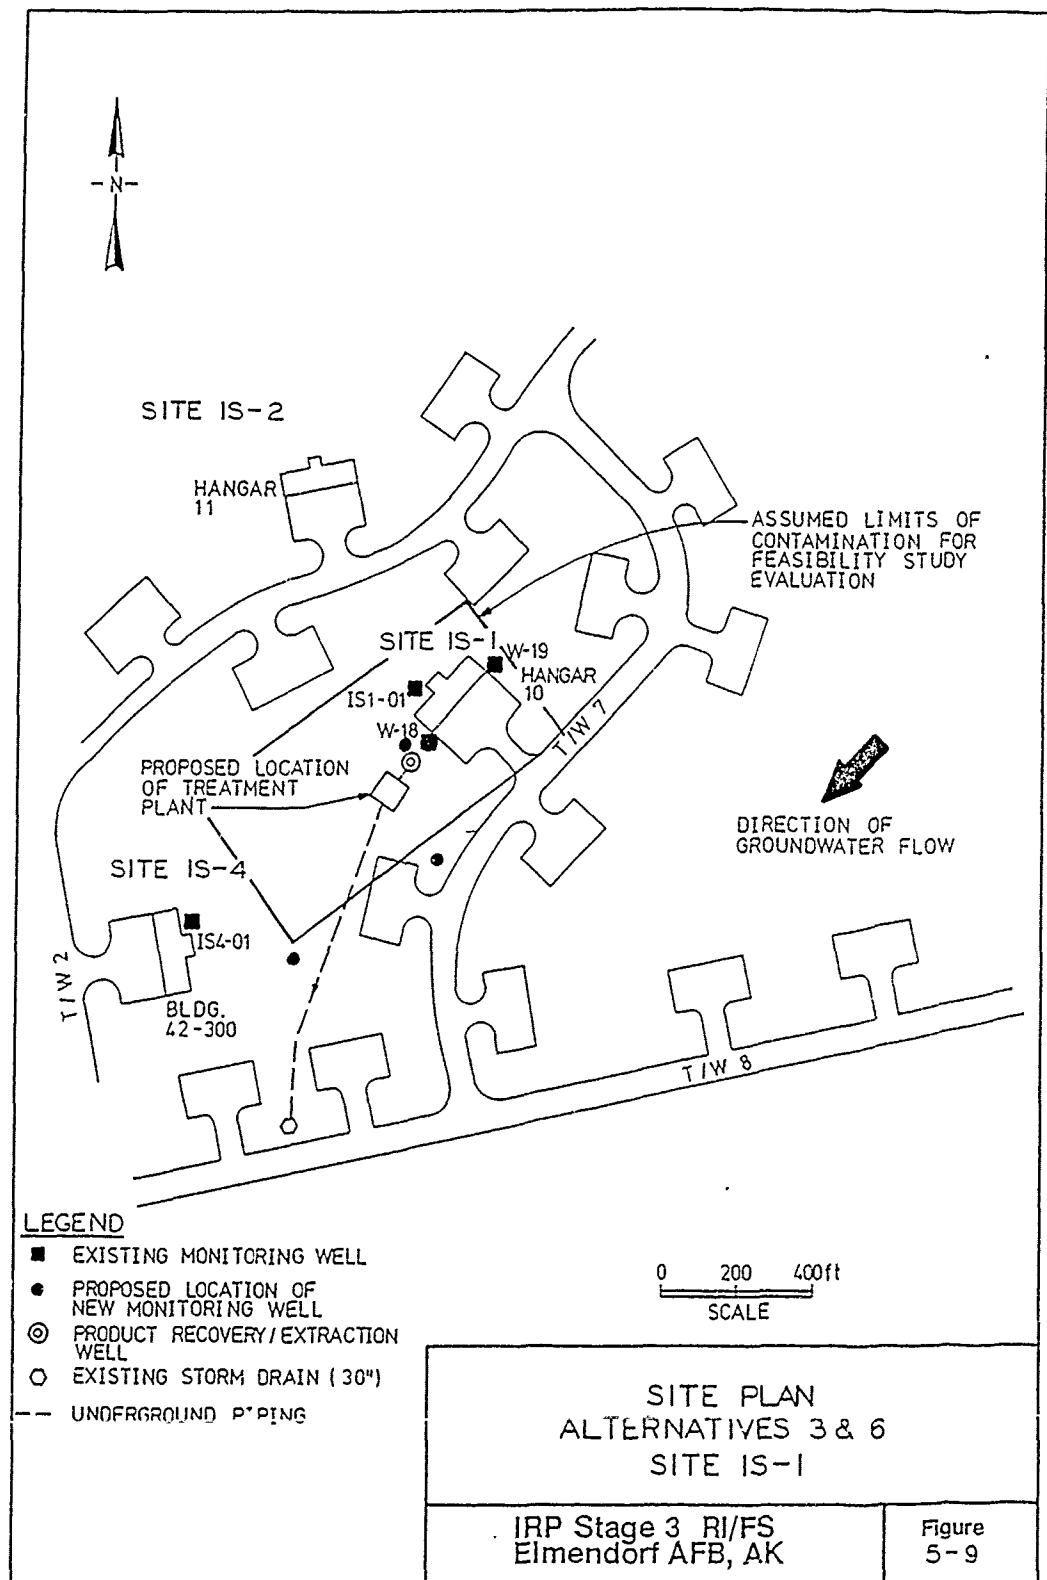 -N-
SITE IS-2
HANGAR
11
ASSUMED LIMITS OF
CONTAMINATION FOR
FEASIBILITY STUDY
EVALUATION
SITE IS-1
W-19
HANGAR
10
IS1-01
W-18
T/W 7
PROPOSED LOCATION
OF TREATMENT
PLANT
DIRECTION OF
GROUNDWATER FLOW
SITE IS-4
IS4-01
T/W 2
BLDG.
42-300
T/W 8
LEGEND
EXISTING MONITORING WELL
PROPOSED LOCATION OF
NEW MONITORING WELL
PRODUCT RECOVERY/EXTRACTION
WELL
EXISTING STORM DRAIN (30")
UNDERGROUND PIPING
0 200 400ft
SCALE
SITE PLAN
ALTERNATIVES 3 & 6
SITE IS-1
IRP Stage 3 RI/FS
Elmendorf AFB, AK
Figure
5-9